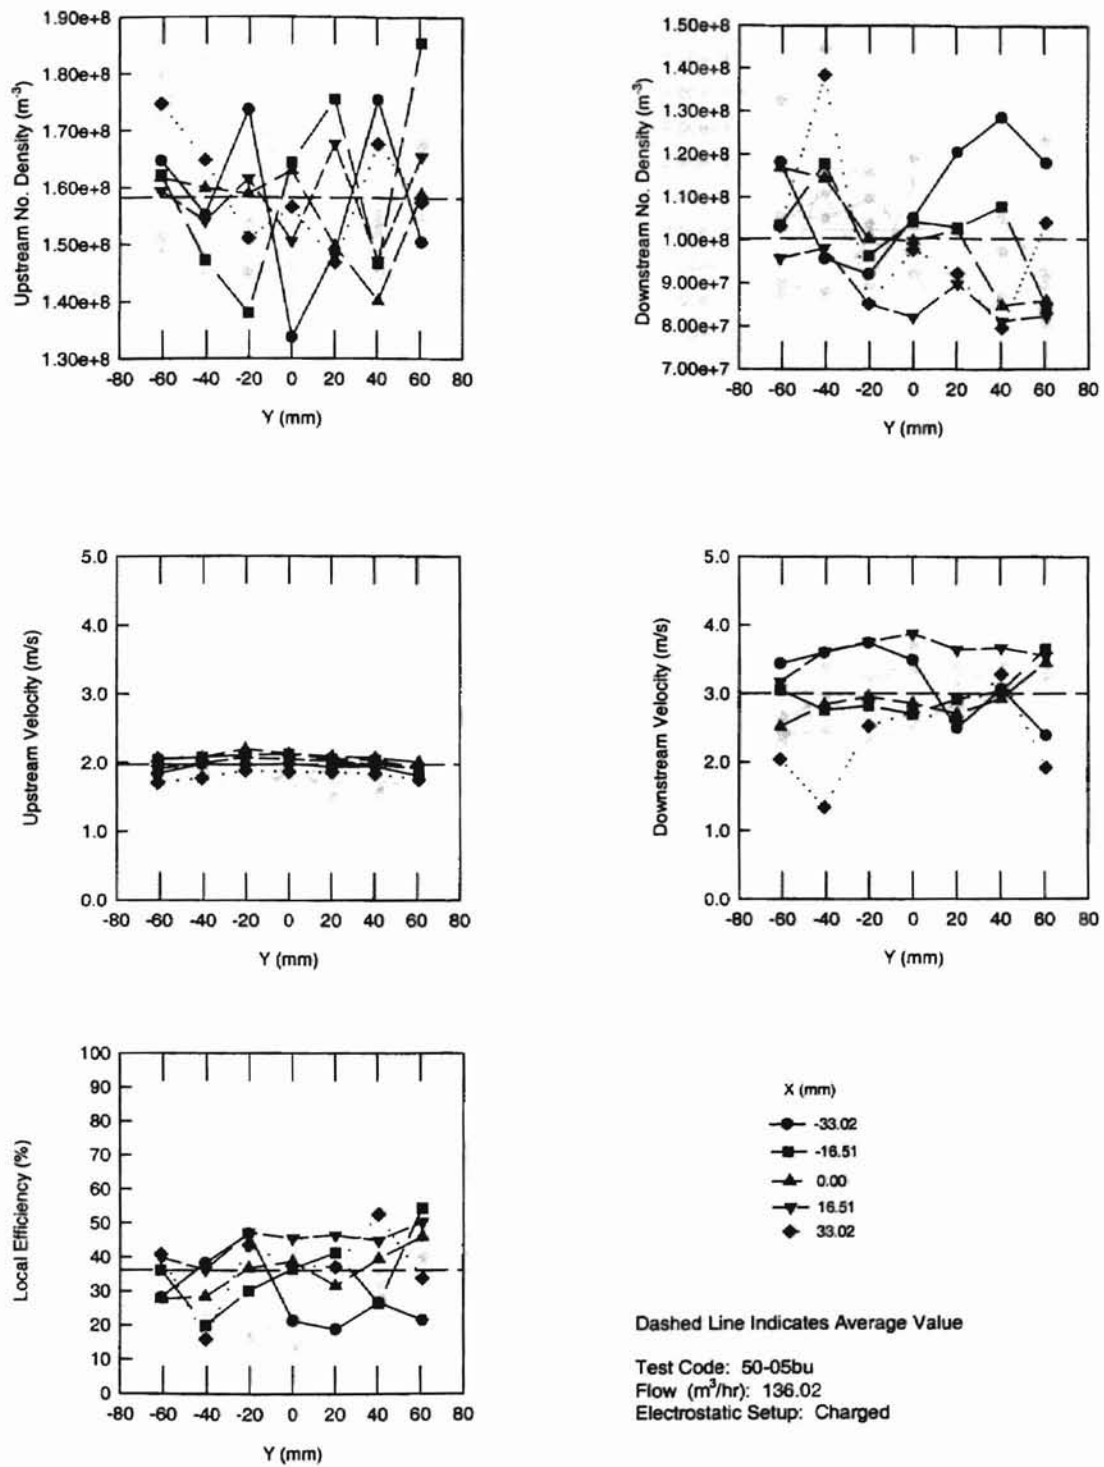 1.90e+8
1.80e+8
1.70e+8
1.60e+8
1.50e+8
1.40e+8
1.30e+8
Upstream No. Density (m⁻³)
-80 -60 -40 -20 0 20 40 60 80
Y (mm)
1.50e+8
1.40e+8
1.30e+8
1.20e+8
1.10e+8
1.00e+8
9.00e+7
8.00e+7
7.00e+7
Downstream No. Density (m⁻³)
-80 -60 -40 -20 0 20 40 60 80
Y (mm)
5.0
4.0
3.0
2.0
1.0
0.0
Upstream Velocity (m/s)
-80 -60 -40 -20 0 20 40 60 80
Y (mm)
5.0
4.0
3.0
2.0
1.0
0.0
Downstream Velocity (m/s)
-80 -60 -40 -20 0 20 40 60 80
Y (mm)
100
90
80
70
60
50
40
30
20
10
0
Local Efficiency (%)
-80 -60 -40 -20 0 20 40 60 80
Y (mm)
X (mm)
-33.02
-16.51
0.00
16.51
33.02
Dashed Line Indicates Average Value
Test Code: 50-05bu
Flow (m³/hr): 136.02
Electrostatic Setup: Charged